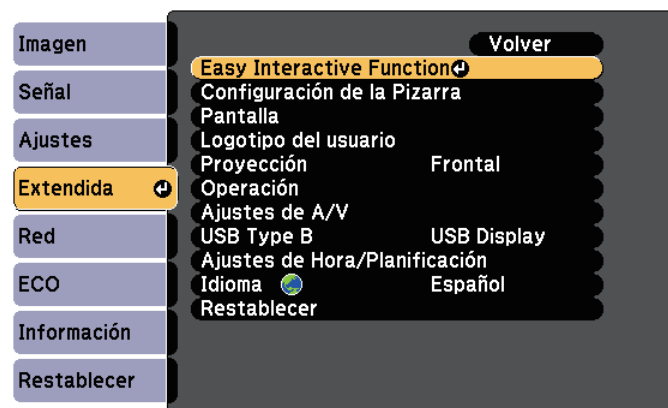 Imagen
Señal
Ajustes
Extendida
Red
ECO
Información
Restablecer
Volver
Easy Interactive Function
Configuración de la Pizarra
Pantalla
Logotipo del usuario
Proyección Frontal
Operación
Ajustes de A/V
USB Type B USB Display
Ajustes de Hora/Planificación
Idioma Español
Restablecer